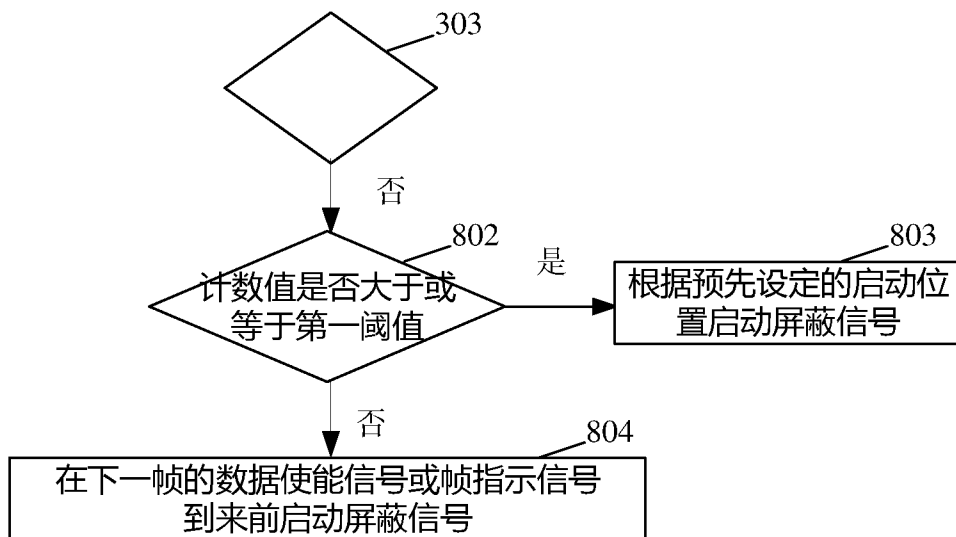 303
否
802
计数值是否大于或
等于第一阈值
是
803
根据预先设定的启动位
置启动屏蔽信号
否
804
在下一帧的数据使能信号或帧指示信号
到来前启动屏蔽信号